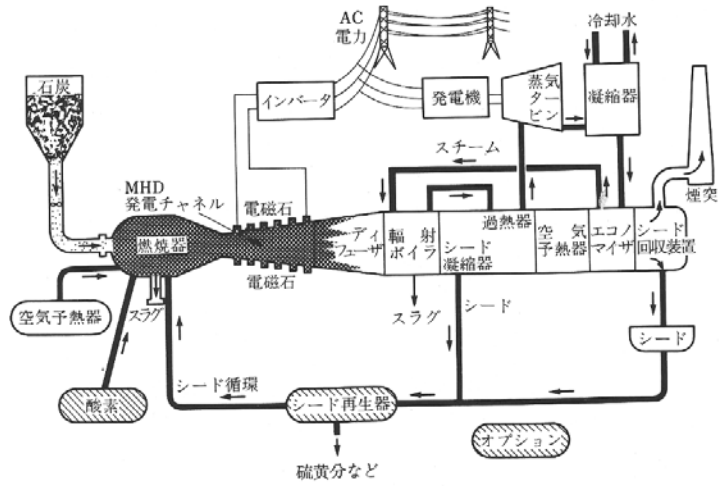 AC
電力
冷却水
石炭
インバータ
発電機
蒸気
ター
ビン
凝縮器
スチーム
MHD
発電チャネル
電磁石
煙突
燃焼器
ディ
フューザ
輻射
ボイラ
過熱器
シード
凝縮器
空気
予熱器
エコノ
マイザ
シード
回収装置
電磁石
スラグ
空気予熱器
スラグ
シード
シード
酸素
シード循環
シード再生器
オプション
硫黄分など